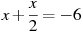 x + x/2 = −6